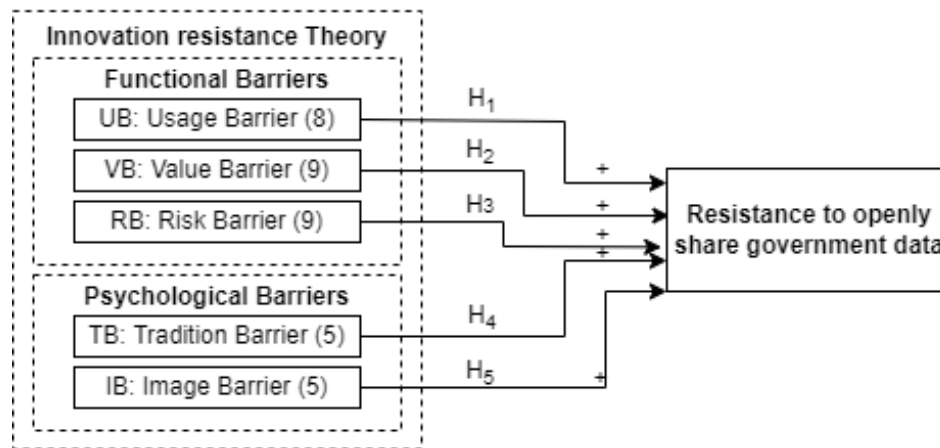 Innovation resistance Theory
Functional Barriers
UB: Usage Barrier (8)
VB: Value Barrier (9)
RB: Risk Barrier (9)
Psychological Barriers
TB: Tradition Barrier (5)
IB: Image Barrier (5)
H1
H2
H3
H4
H5
+
+
+
+
+
Resistance to openly
share government data